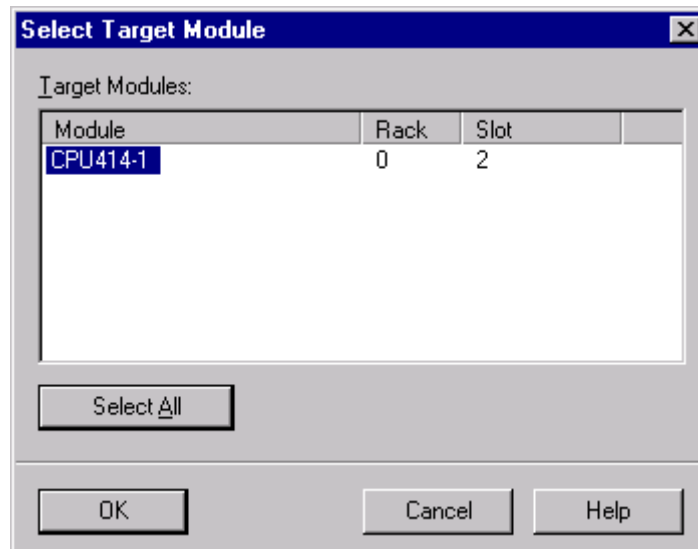 Select Target Module
Target Modules:
Module Rack Slot
CPU414-1 0 2
Select All
OK Cancel Help